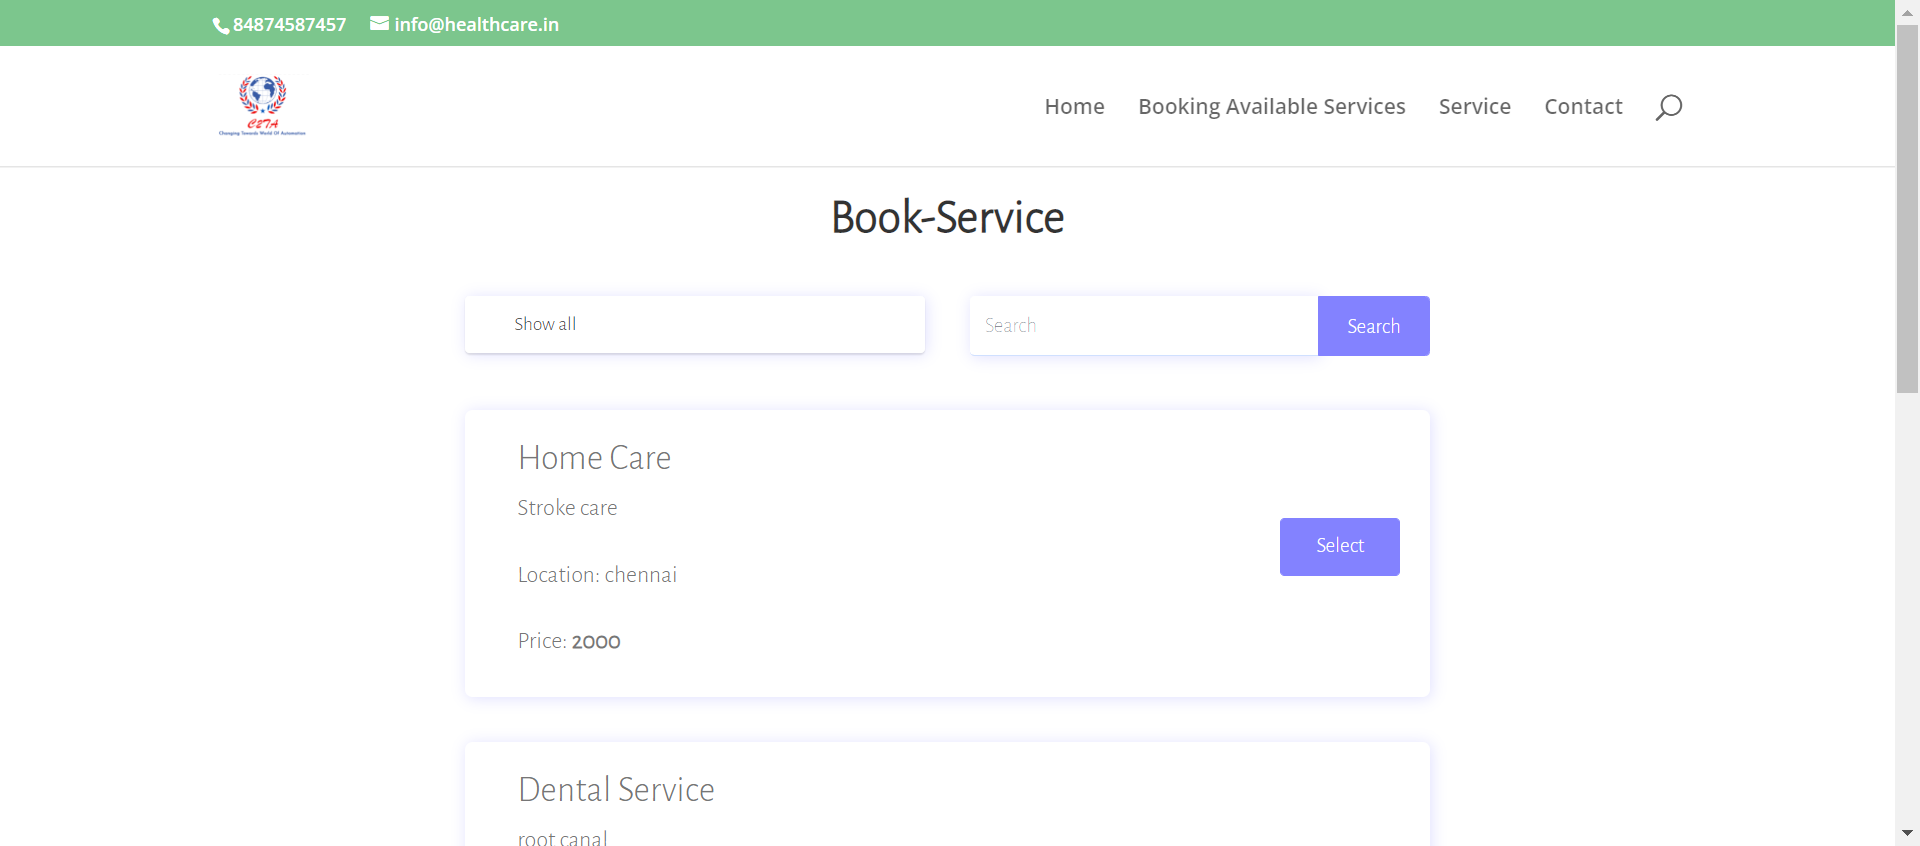 84874587457 info@healthcare.in
C2TA
Changing Towards World Of Automation
Home Booking Available Services Service Contact
Book-Service
Show all
Search Search
Home Care
Stroke care
Select
Location: chennai
Price: 2000
Dental Service
root canal